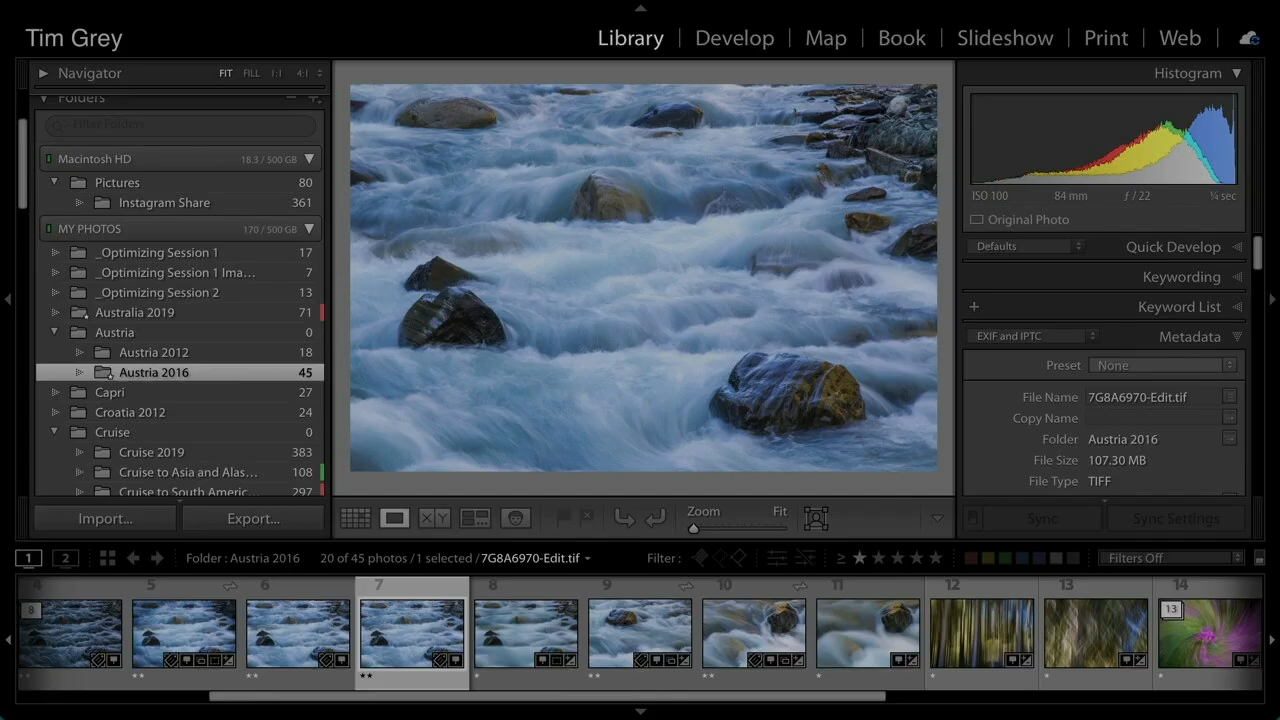 Tim Grey
Library | Develop | Map | Book | Slideshow | Print | Web |
Navigator FIT FILL 1:1 4:1
Folders
Filter Folders
Macintosh HD 18.3 / 500 GB
Pictures 80
Instagram Share 361
MY PHOTOS 170 / 500 GB
_Optimizing Session 1 17
_Optimizing Session 1 Ima... 7
_Optimizing Session 2 13
Australia 2019 71
Austria 0
Austria 2012 18
Austria 2016 45
Capri 27
Croatia 2012 24
Cruise 0
Cruise 2019 383
Cruise to Asia and Alas... 108
Cruise to South Americ... 297
Import... Export...
Histogram
ISO 100 84 mm ƒ / 22 ¼ sec
Original Photo
Defaults Quick Develop
Keywording
+ Keyword List
EXIF and IPTC Metadata
Preset None
File Name 7G8A6970-Edit.tif
Copy Name
Folder Austria 2016
File Size 107.30 MB
File Type TIFF
Sync Sync Settings
X Y Zoom Fit
1 2 Folder : Austria 2016 20 of 45 photos / 1 selected / 7G8A6970-Edit.tif Filter : ≥ ★★★★★ Filters Off
4 5 6 7 8 9 10 11 12 13 14
8 13